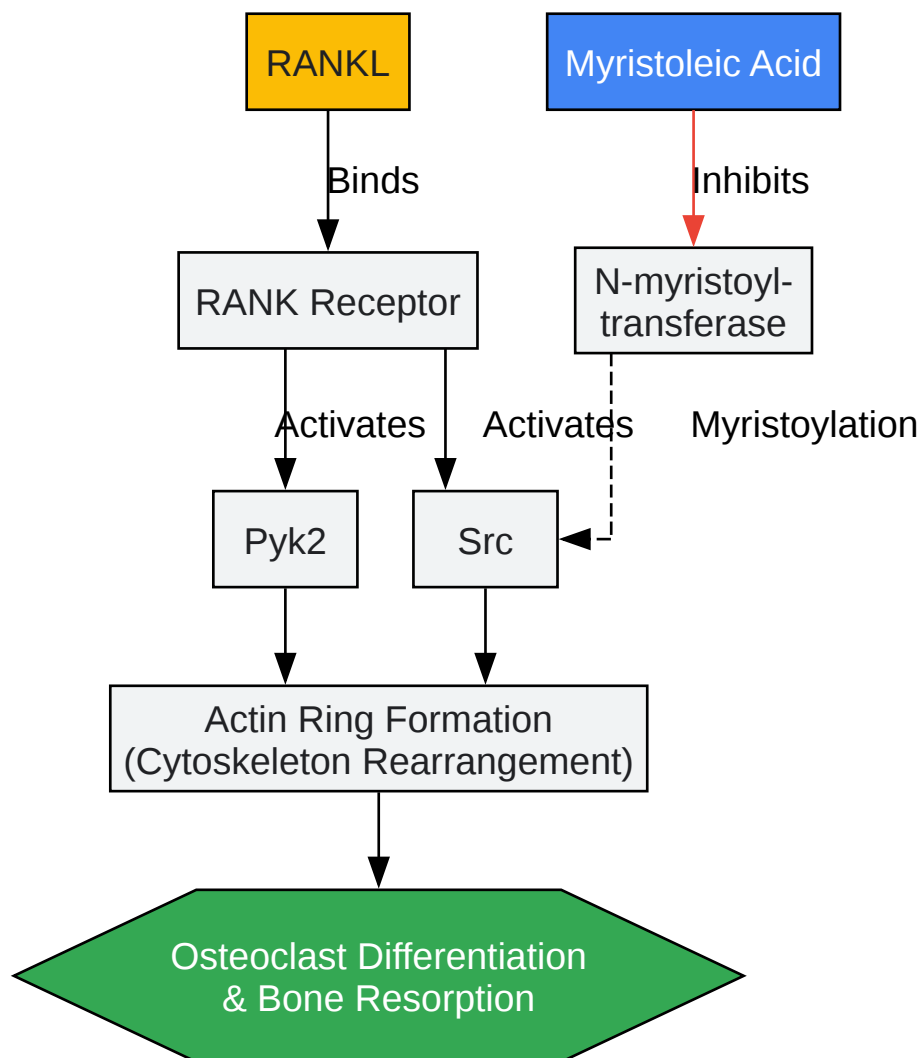 RANKL
Myristoleic Acid
Binds
Inhibits
RANK Receptor
N-myristoyl-
transferase
Activates
Activates
Myristoylation
Pyk2
Src
Actin Ring Formation
(Cytoskeleton Rearrangement)
Osteoclast Differentiation
& Bone Resorption